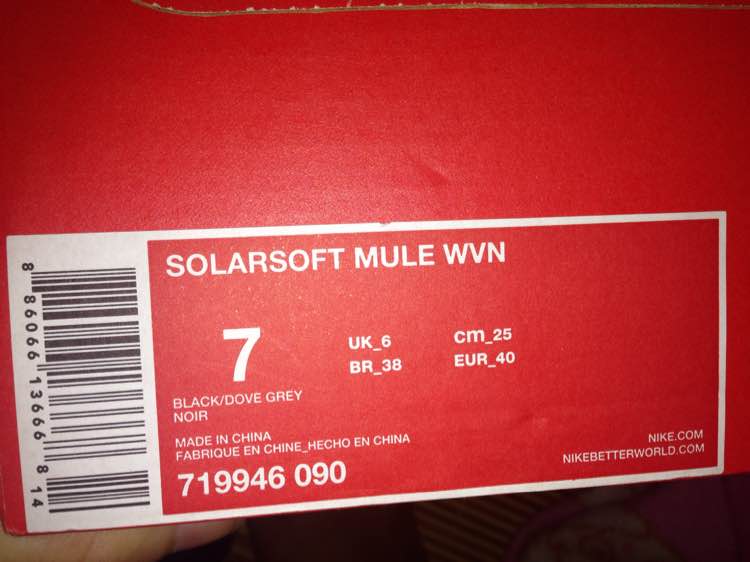 SOLARSOFT MULE WVN
7
UK_6
cm_25
BR_38
EUR_40
BLACK/DOVE GREY
NOIR
MADE IN CHINA
FABRIQUE EN CHINE_HECHO EN CHINA
719946 090
NIKE.COM
NIKEBETTERWORLD.COM
8 86066 13666 8 14